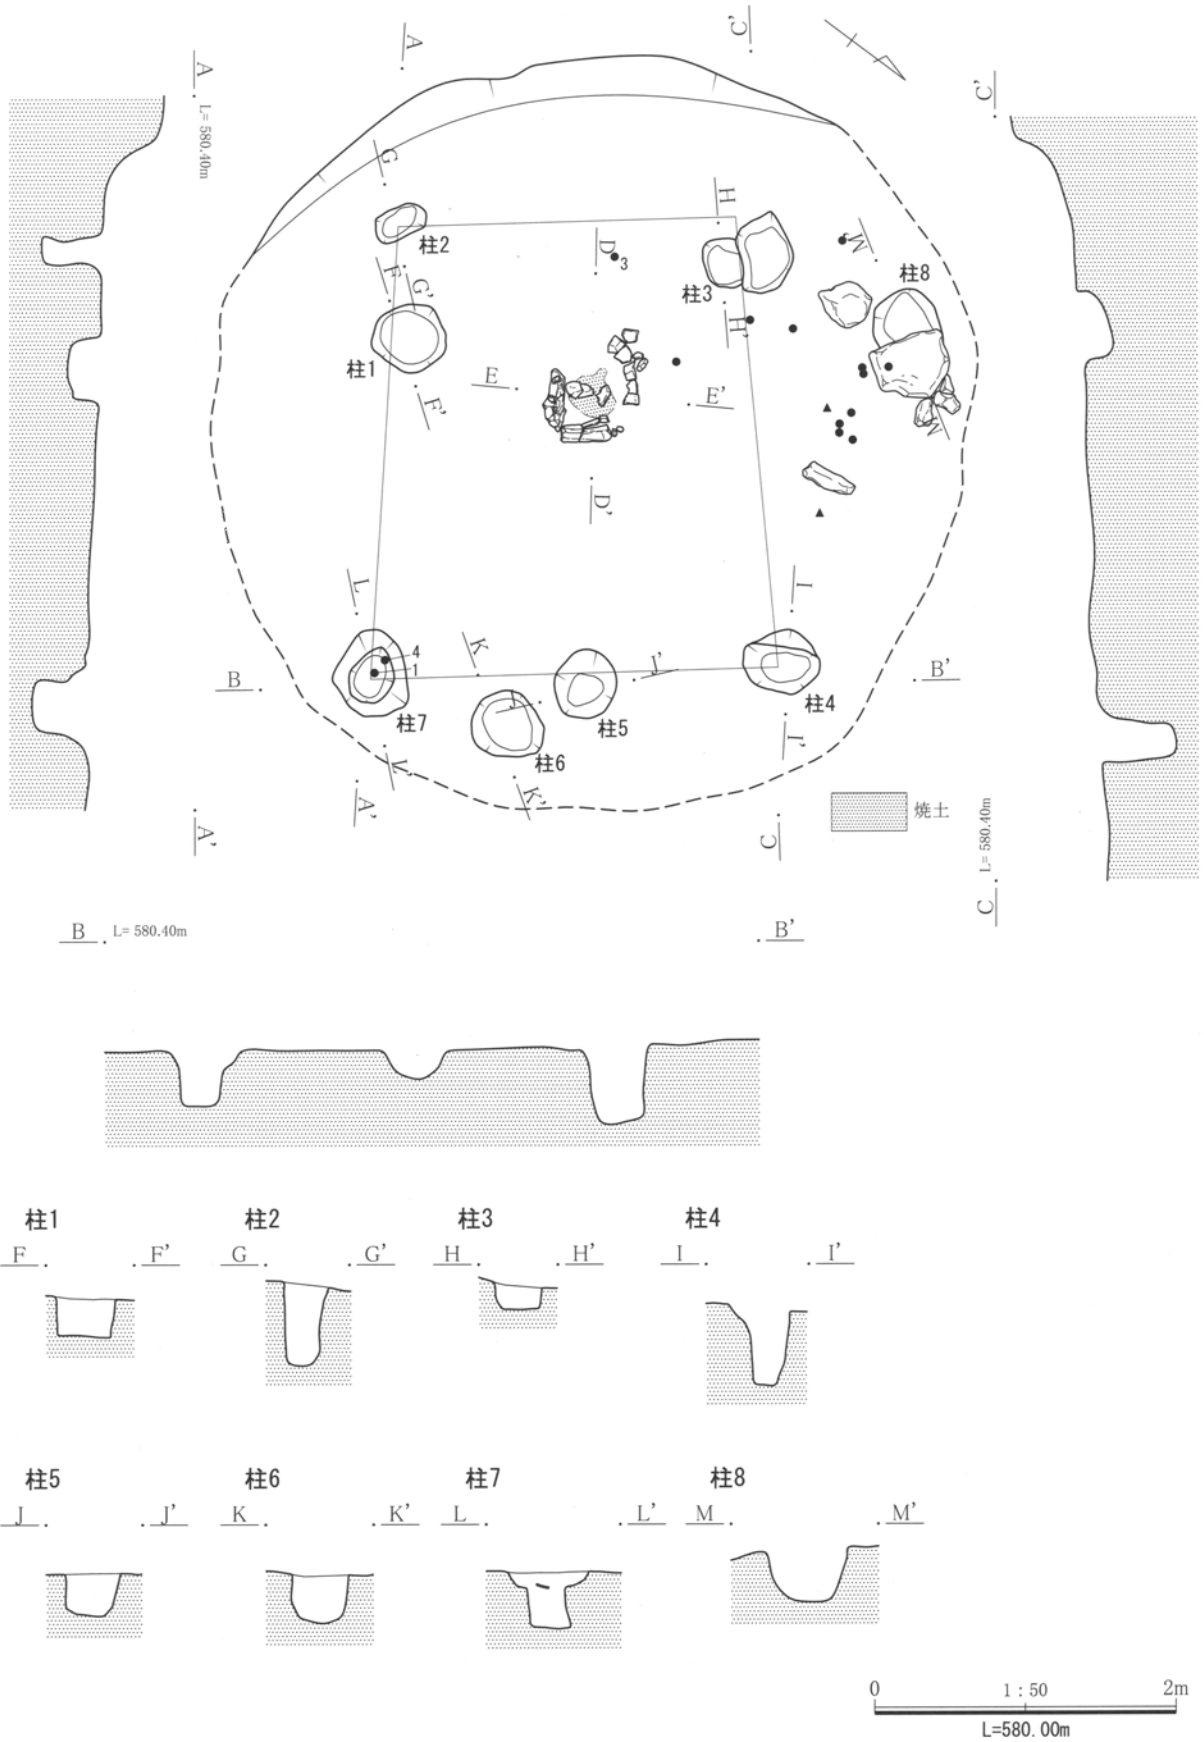 A
C'
A
L= 580.40m
C'
G
H
D
3
M
柱2
柱8
F
G'
柱3
H'
柱1
E
E'
F'
M'
D'
L
I
K
4
1
J'
B
B'
柱7
J
柱5
柱4
柱6
L'
I'
A'
K'
焼土
A'
C
L= 580.40m
C
B
L= 580.40m
B'
柱1
柱2
柱3
柱4
F
F'
G
G'
H
H'
I
I'
柱5
柱6
柱7
柱8
J
J'
K
K'
L
L'
M
M'
0
1 : 50
2m
L=580.00m